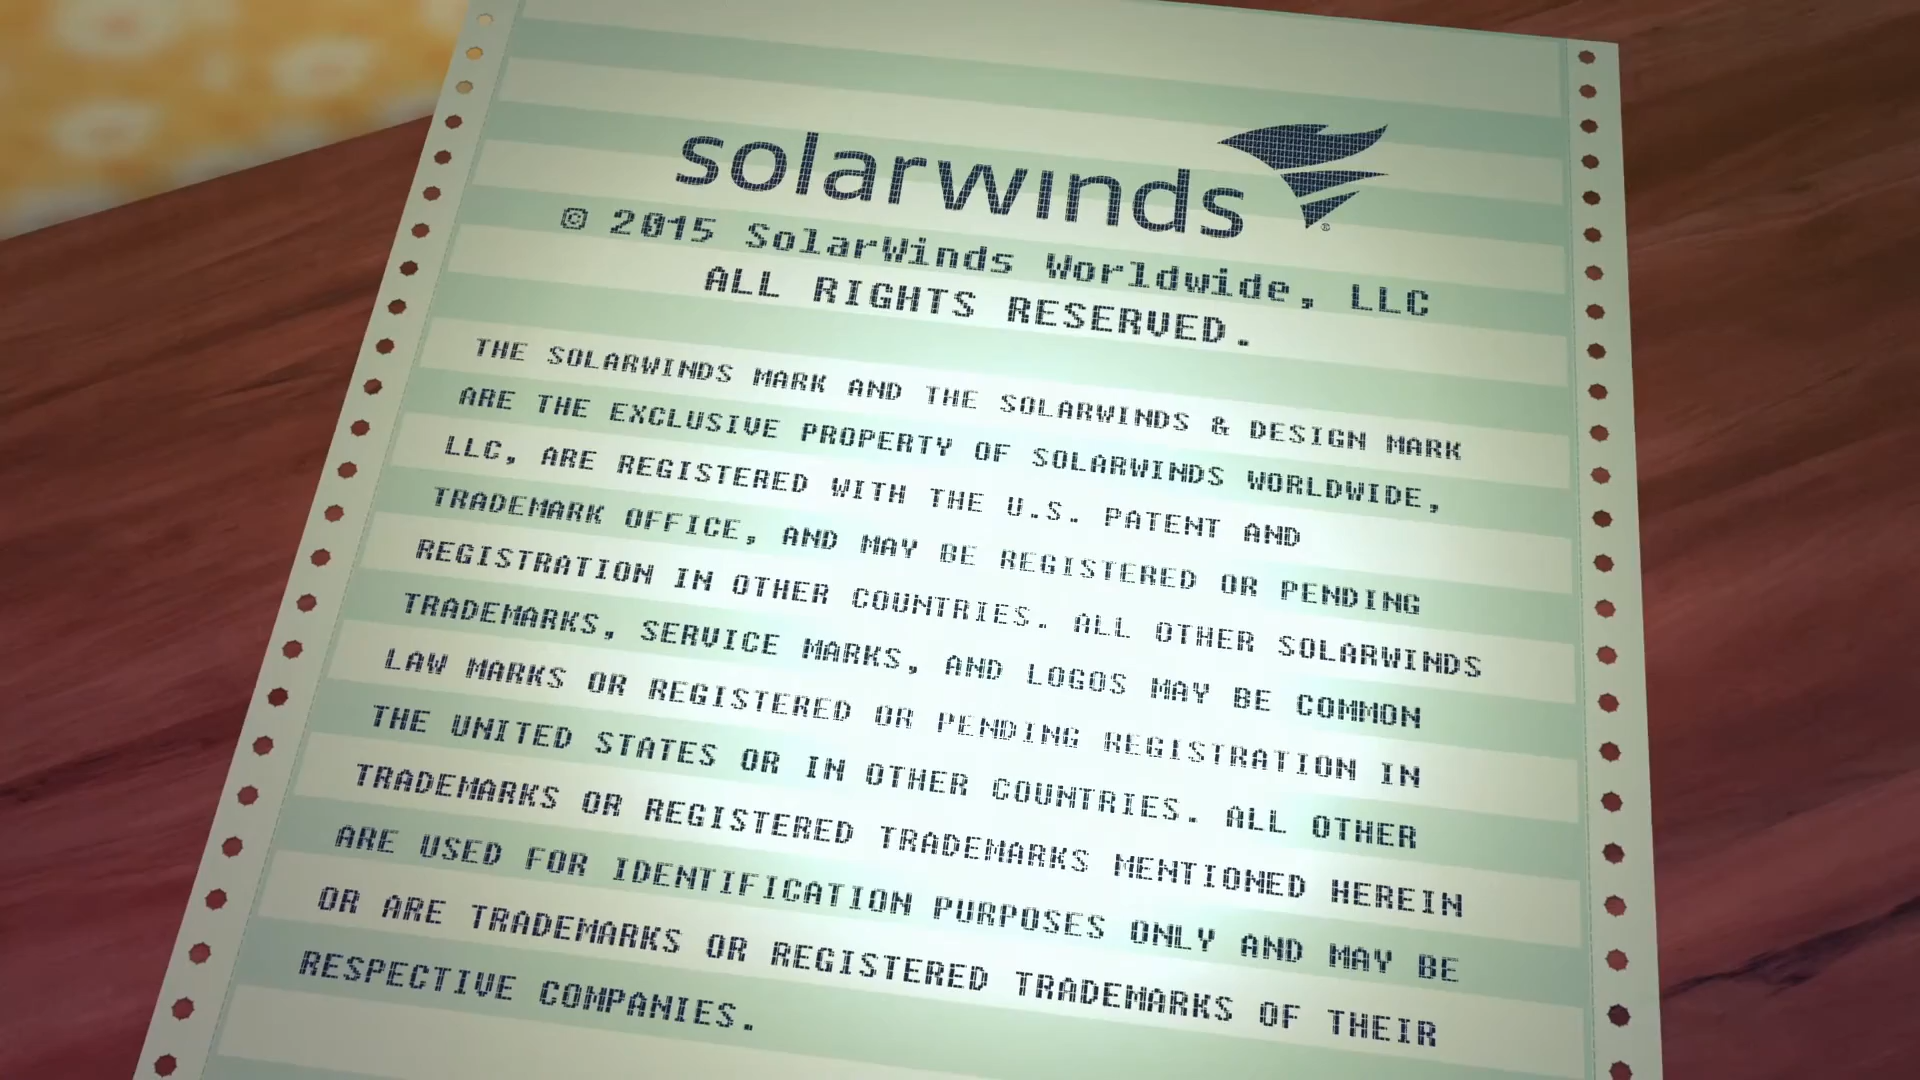 solarwinds®
© 2015 SolarWinds Worldwide, LLC
ALL RIGHTS RESERVED.
THE SOLARWINDS MARK AND THE SOLARWINDS & DESIGN MARK
ARE THE EXCLUSIVE PROPERTY OF SOLARWINDS WORLDWIDE,
LLC, ARE REGISTERED WITH THE U.S. PATENT AND
TRADEMARK OFFICE, AND MAY BE REGISTERED OR PENDING
REGISTRATION IN OTHER COUNTRIES. ALL OTHER SOLARWINDS
TRADEMARKS, SERVICE MARKS, AND LOGOS MAY BE COMMON
LAW MARKS OR REGISTERED OR PENDING REGISTRATION IN
THE UNITED STATES OR IN OTHER COUNTRIES. ALL OTHER
TRADEMARKS OR REGISTERED TRADEMARKS MENTIONED HEREIN
ARE USED FOR IDENTIFICATION PURPOSES ONLY AND MAY BE
OR ARE TRADEMARKS OR REGISTERED TRADEMARKS OF THEIR
RESPECTIVE COMPANIES.